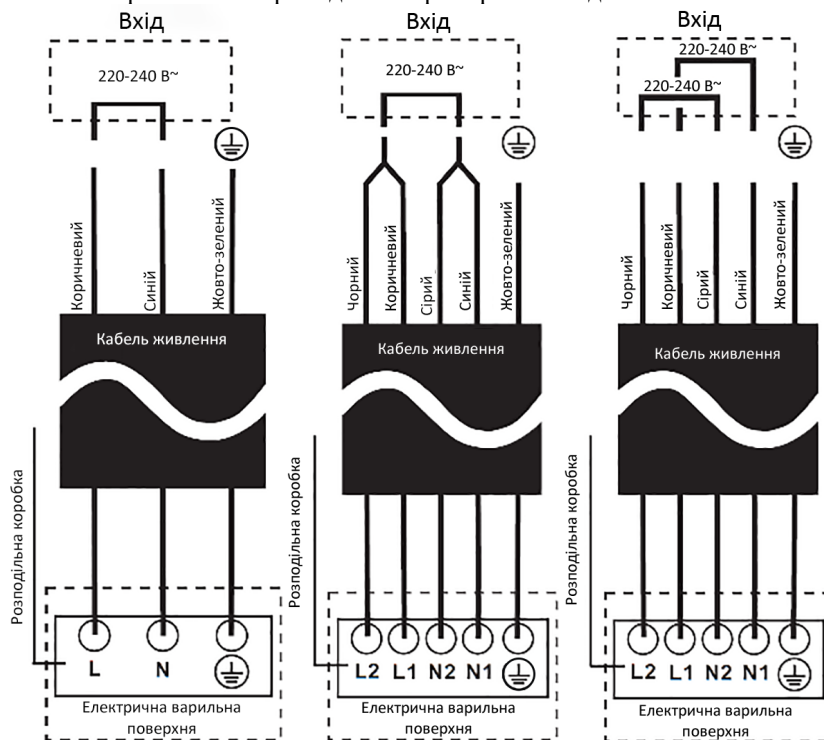 Вхід
220-240 В~
Коричневий
Синій
Жовто-зелений
Кабель живлення
Розподільна коробка
L N
Електрична варильна
поверхня
Вхід
220-240 В~
Чорний
Коричневий
Сірий
Синій
Жовто-зелений
Кабель живлення
Розподільна коробка
L2 L1 N2 N1
Електрична варильна
поверхня
Вхід
220-240 В~
220-240 В~
Чорний
Коричневий
Сірий
Синій
Жовто-зелений
Кабель живлення
Розподільна коробка
L2 L1 N2 N1
Електрична варильна
поверхня